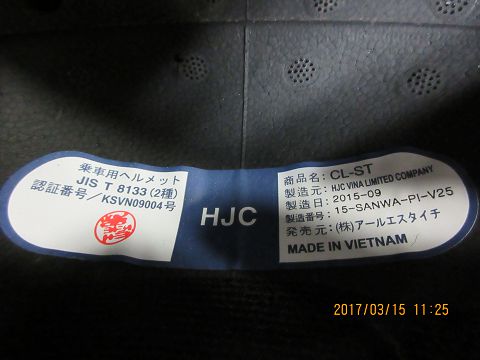 乗車用ヘルメット
JIS T 8133(2種)
認証番号/KSVN09004号
HJC
商品名: CL-ST
製造元: HJC VINA LIMITED COMPANY
製造日: 2015-09
製造番号: 15-SANWA-PI-V25
発売元: (株)アールエスタイチ
MADE IN VIETNAM
2017/03/15 11:25